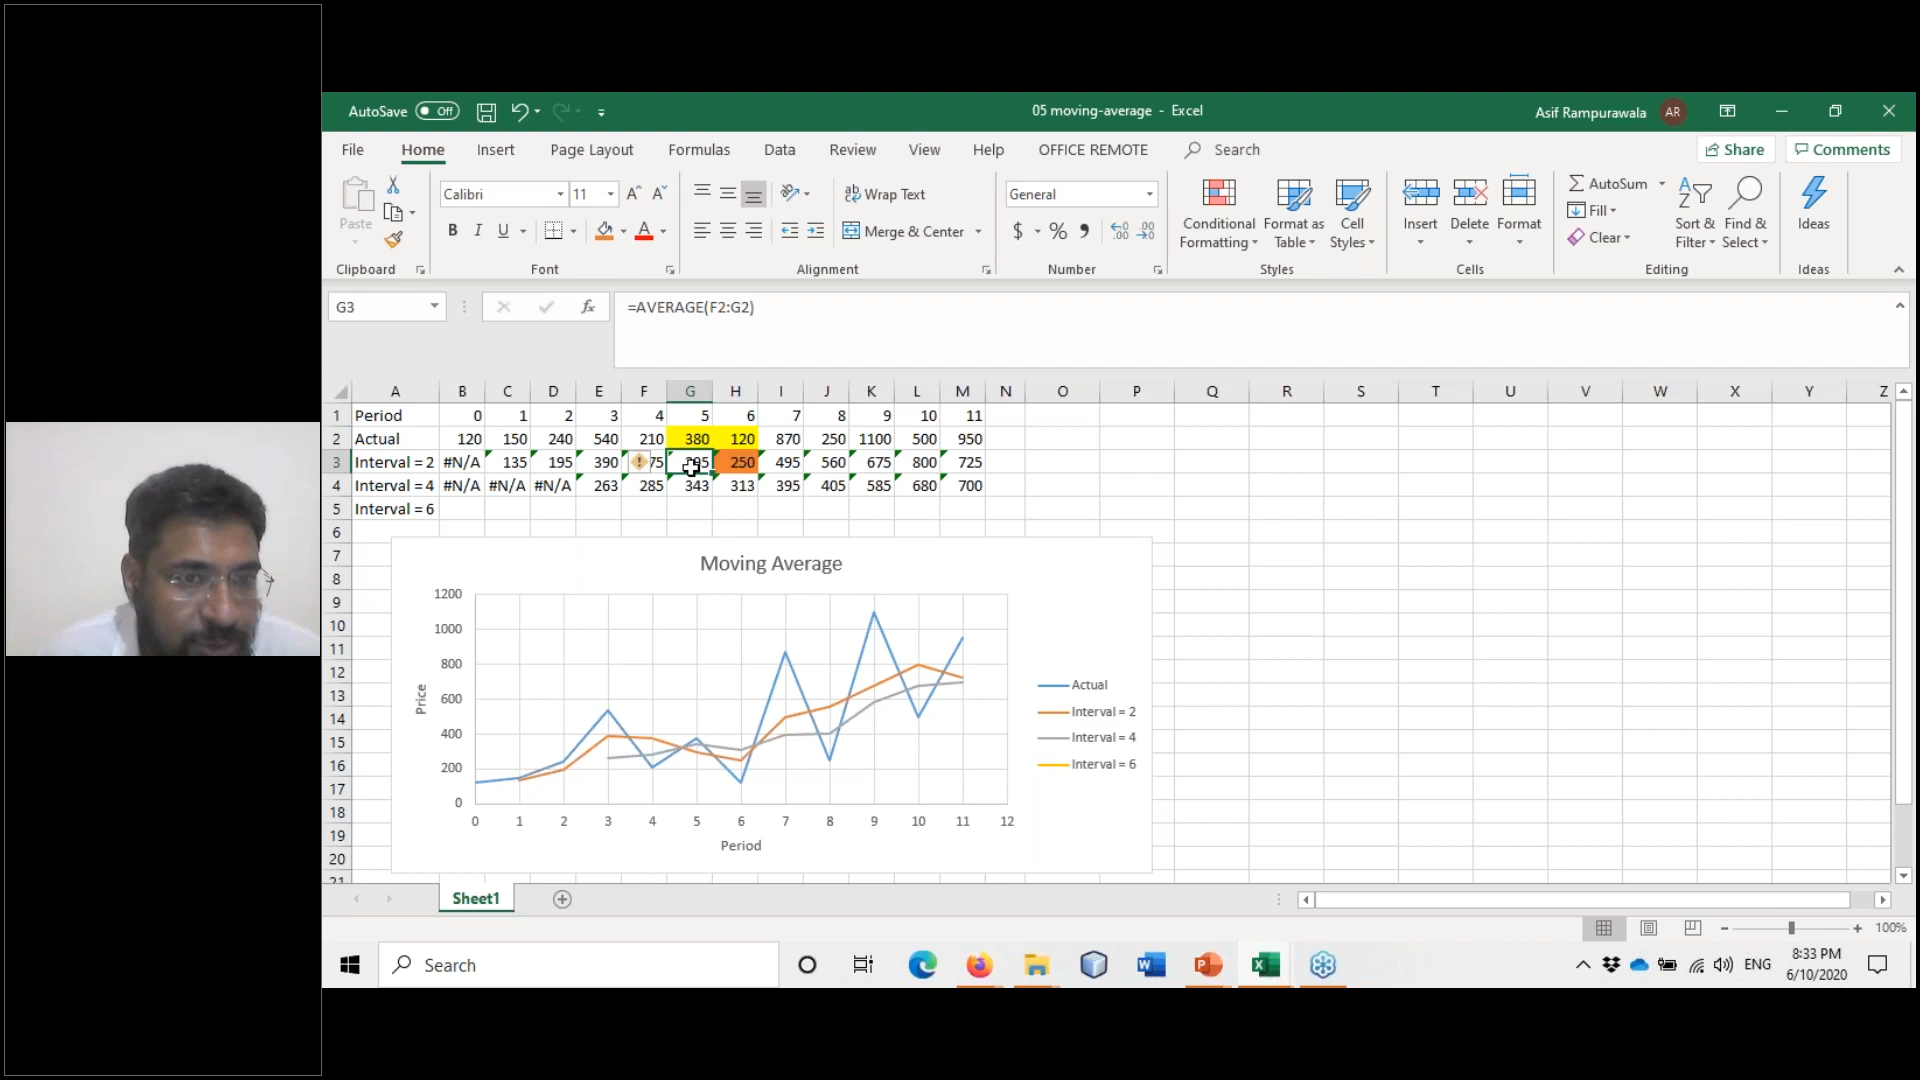 AutoSave Off 05 moving-average - Excel Asif Rampurawala AR
File Home Insert Page Layout Formulas Data Review View Help OFFICE REMOTE Search Share Comments
Calibri 11 Wrap Text General AutoSum
Paste Conditional Format as Cell Insert Delete Format Fill Sort & Find & Ideas
B I U A Merge & Center $ % Formatting Table Styles Clear Filter Select
Clipboard Font Alignment Number Styles Cells Editing Ideas
G3 fx =AVERAGE(F2:G2)
A B C D E F G H I J K L M N O P Q R S T U V W X Y Z
1 Period 0 1 2 3 4 5 6 7 8 9 10 11
2 Actual 120 150 240 540 210 380 120 870 250 1100 500 950
3 Interval = 2 #N/A 135 195 390 75 250 495 560 675 800 725
4 Interval = 4 #N/A #N/A #N/A 263 285 343 313 395 405 585 680 700
5 Interval = 6
6
7
8
9
10
11
12
13
14
15
16
17
18
19
20
21
Moving Average
1200
1000
800
600
400
200
0
Price
0 1 2 3 4 5 6 7 8 9 10 11 12
Period
Actual
Interval = 2
Interval = 4
Interval = 6
Sheet1
100%
Search ENG 8:33 PM
6/10/2020